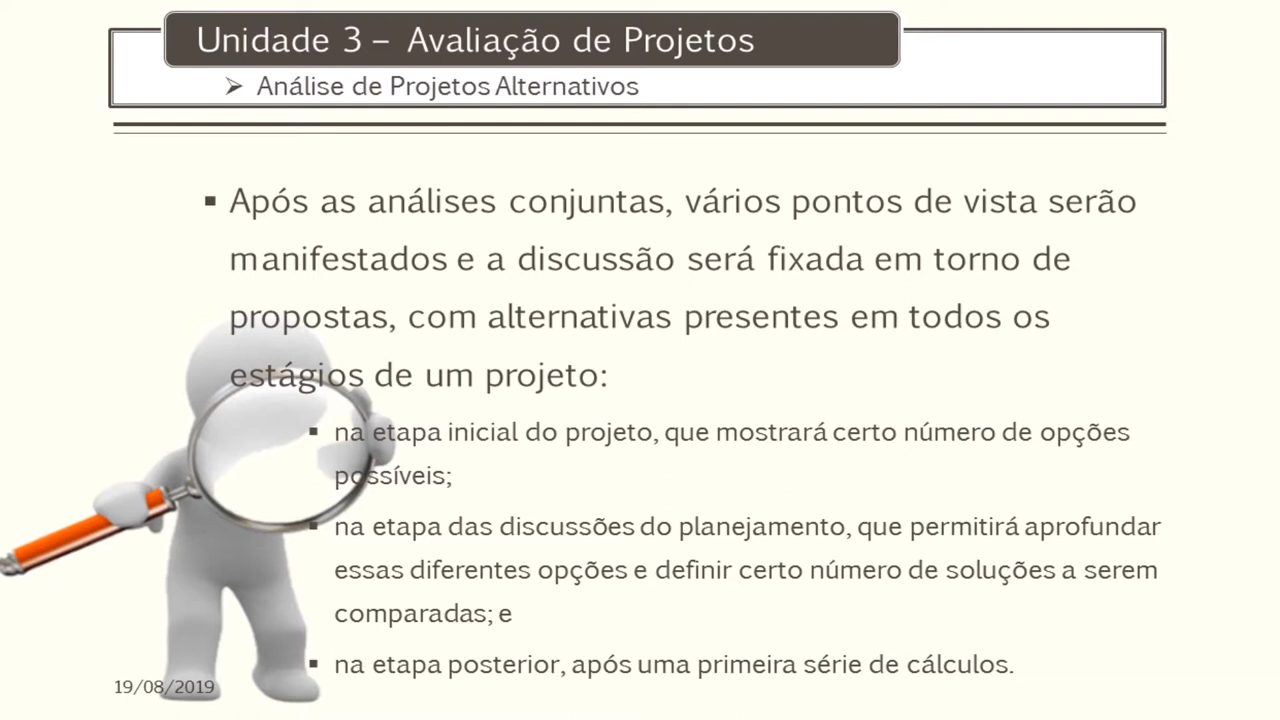 Unidade 3 – Avaliação de Projetos
➢ Análise de Projetos Alternativos
▪ Após as análises conjuntas, vários pontos de vista serão
manifestados e a discussão será fixada em torno de
propostas, com alternativas presentes em todos os
estágios de um projeto:
▪ na etapa inicial do projeto, que mostrará certo número de opções
possíveis;
▪ na etapa das discussões do planejamento, que permitirá aprofundar
essas diferentes opções e definir certo número de soluções a serem
comparadas; e
▪ na etapa posterior, após uma primeira série de cálculos.
19/08/2019